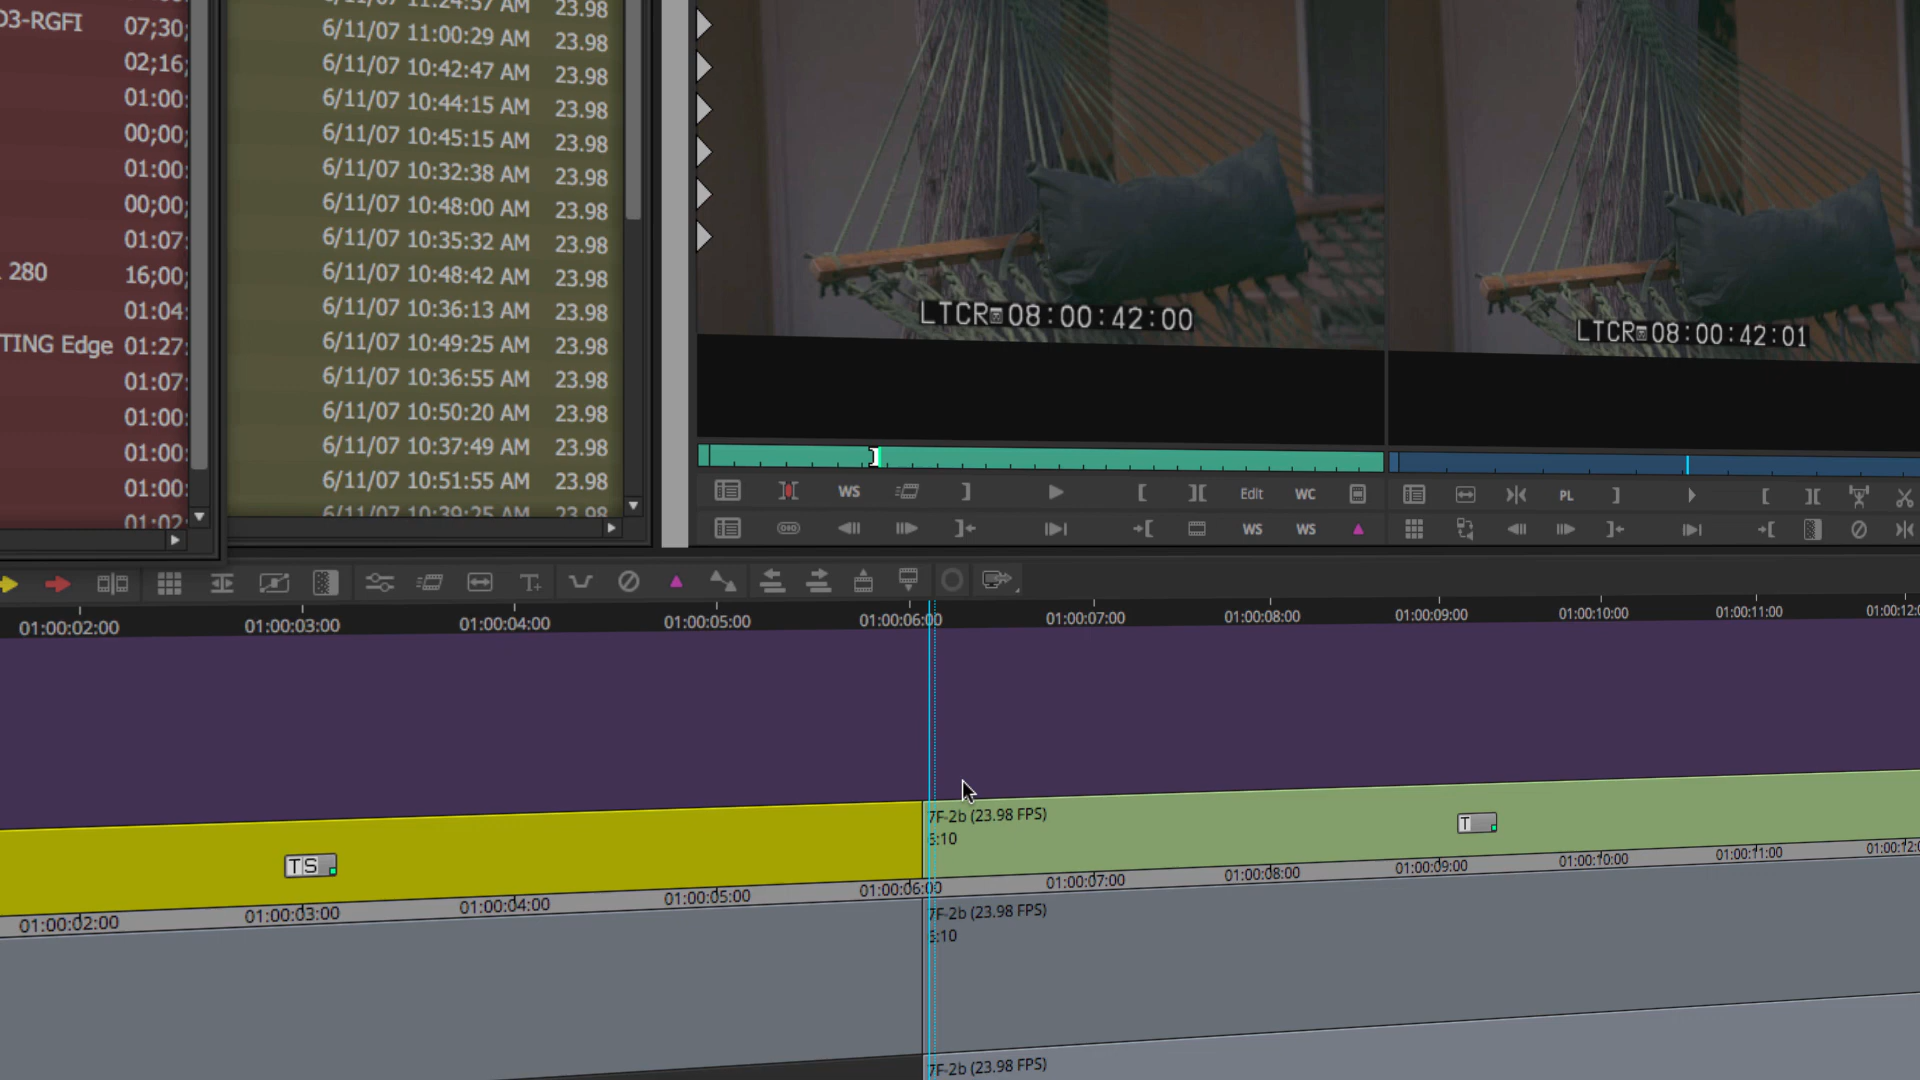 03-RGFI 07;30;
02;16;
01:00:
00;00;
01:00:
00;00;
01:07:
280 16;00;
01:04:
TING Edge 01:27:
01:07:
01:00:
01:00:
01:00:
01:02:
11:24:57 AM 23.98
6/11/07 11:00:29 AM 23.98
6/11/07 10:42:47 AM 23.98
6/11/07 10:44:15 AM 23.98
6/11/07 10:45:15 AM 23.98
6/11/07 10:32:38 AM 23.98
6/11/07 10:48:00 AM 23.98
6/11/07 10:35:32 AM 23.98
6/11/07 10:48:42 AM 23.98
6/11/07 10:36:13 AM 23.98
6/11/07 10:49:25 AM 23.98
6/11/07 10:36:55 AM 23.98
6/11/07 10:50:20 AM 23.98
6/11/07 10:37:49 AM 23.98
6/11/07 10:51:55 AM 23.98
6/11/07 10:39:25 AM 23.98
LTCR 08:00:42:00
LTCR 08:00:42:01
WS Edit WC PL
WS WS
T+
01:00:02:00 01:00:03:00 01:00:04:00 01:00:05:00 01:00:06:00 01:00:07:00 01:00:08:00 01:00:09:00 01:00:10:00 01:00:11:00 01:00:12:0
7F-2b (23.98 FPS)
:10
TS
T
01:00:02:00 01:00:03:00 01:00:04:00 01:00:05:00 01:00:06:00 01:00:07:00 01:00:08:00 01:00:09:00 01:00:10:00 01:00:11:00 01:00:12:0
7F-2b (23.98 FPS)
:10
7F-2b (23.98 FPS)